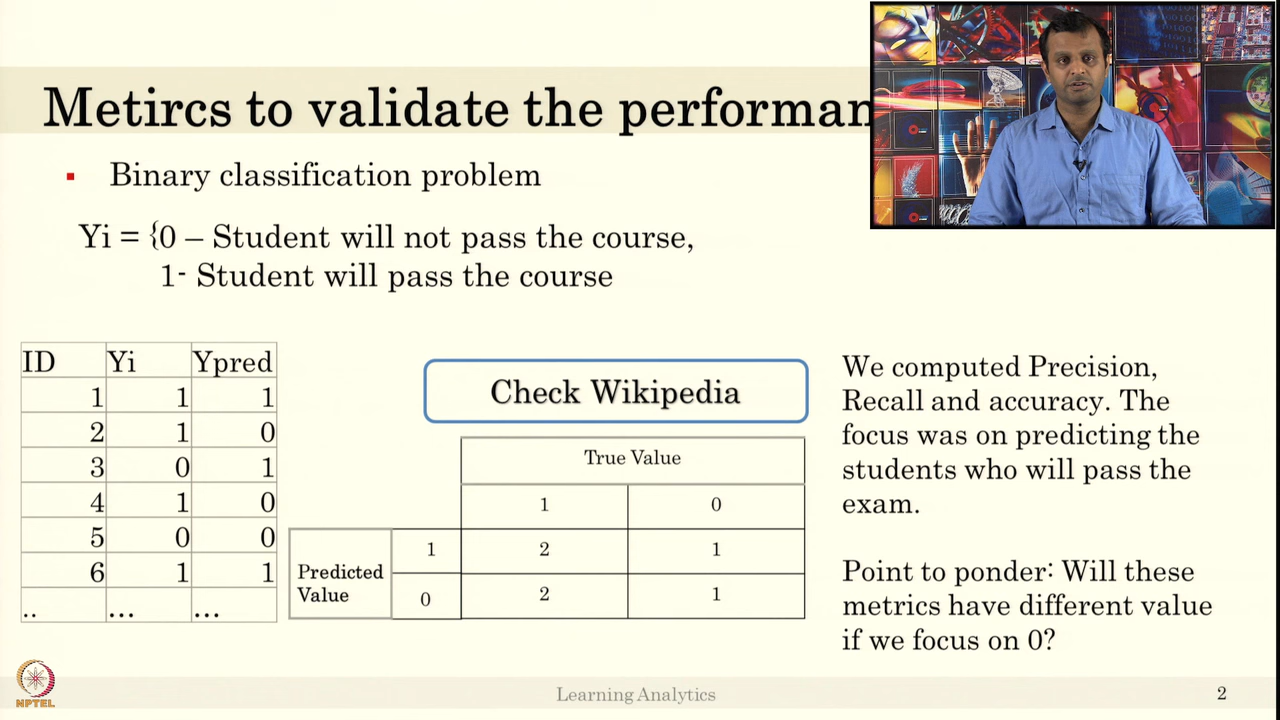 Metircs to validate the performan
Binary classification problem
Yi = {0 – Student will not pass the course,
1- Student will pass the course
ID Yi Ypred
1 1 1
2 1 0
3 0 1
4 1 0
5 0 0
6 1 1
.. ... ...
Check Wikipedia
True Value
1 0
Predicted
Value
1 2 1
0 2 1
We computed Precision,
Recall and accuracy. The
focus was on predicting the
students who will pass the
exam.
Point to ponder: Will these
metrics have different value
if we focus on 0?
NPTEL
Learning Analytics
2